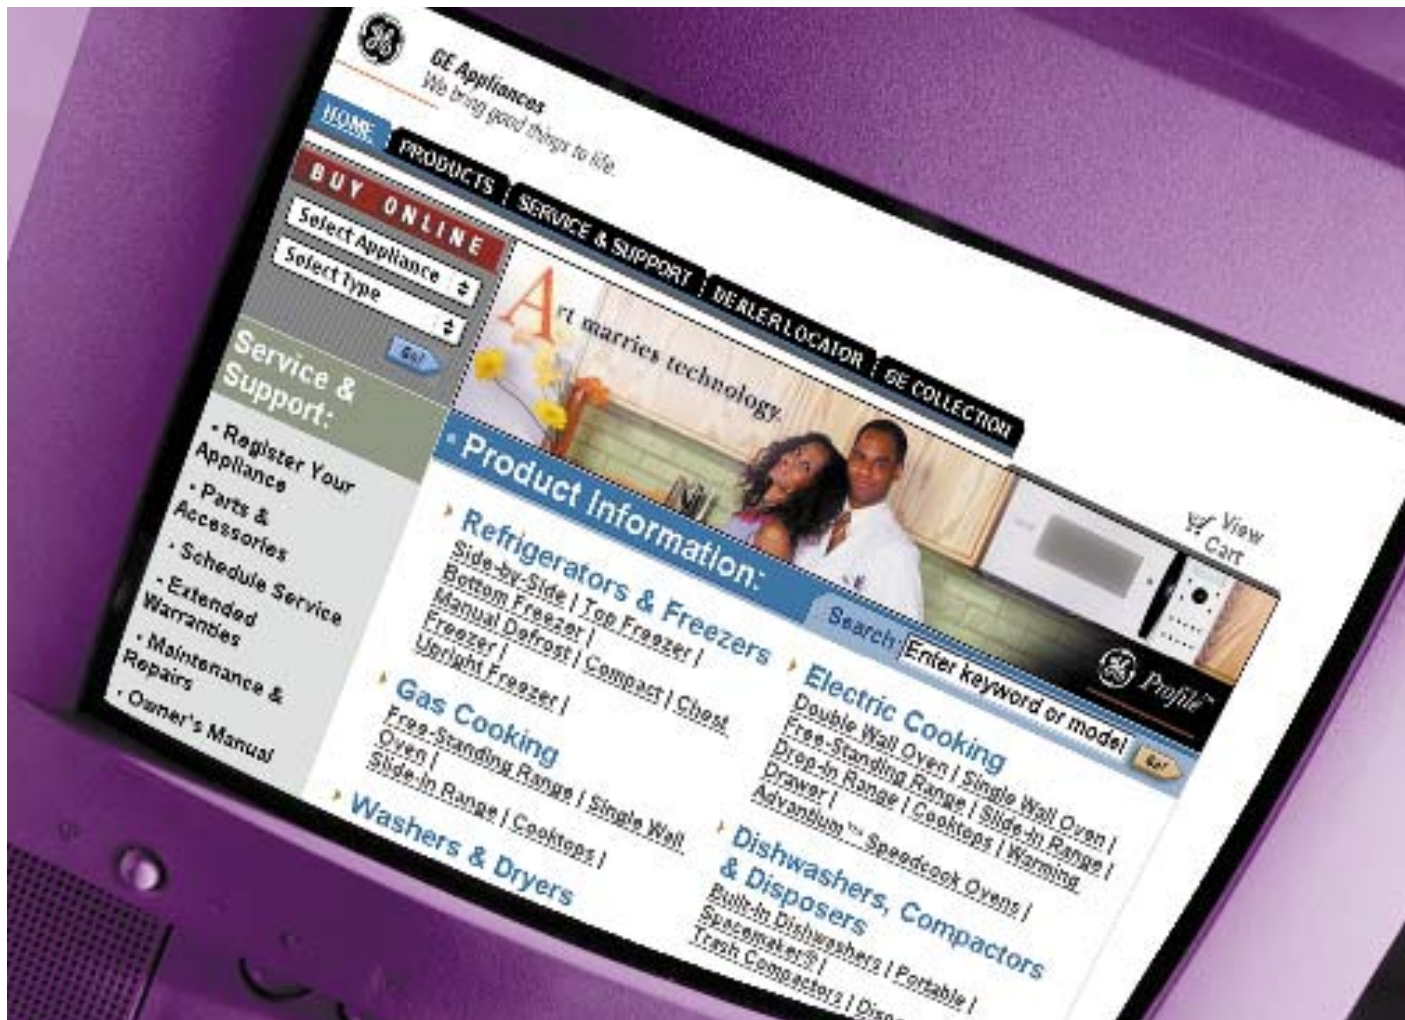 GE Appliances
We bring good things to life.
HOME
PRODUCTS | SERVICE & SUPPORT | DEALER LOCATOR | GE COLLECTION
BUY ONLINE
Select Appliance
Select Type
Go!
Art marries technology.
View
Cart
Service &
Support:
• Register Your
Appliance
• Parts &
Accessories
• Schedule Service
• Extended
Warranties
• Maintenance &
Repairs
• Owner's Manual
• Product Information:
Search: Enter keyword or model Go!
GE Profile™
Refrigerators & Freezers
Side-by-Side | Top Freezer |
Bottom Freezer |
Manual Defrost | Compact | Chest
Freezer |
Upright Freezer |
Gas Cooking
Free-Standing Range | Single Wall
Oven |
Slide-In Range | Cooktops |
Washers & Dryers
Electric Cooking
Double Wall Oven | Single Wall Oven |
Free-Standing Range | Slide-In Range |
Drop-In Range | Cooktops | Warming
Drawer |
Advantium™ Speedcook Ovens |
Dishwashers, Compactors
& Disposers
Built-In Dishwashers | Portable |
Spacemaker® |
Trash Compactors |